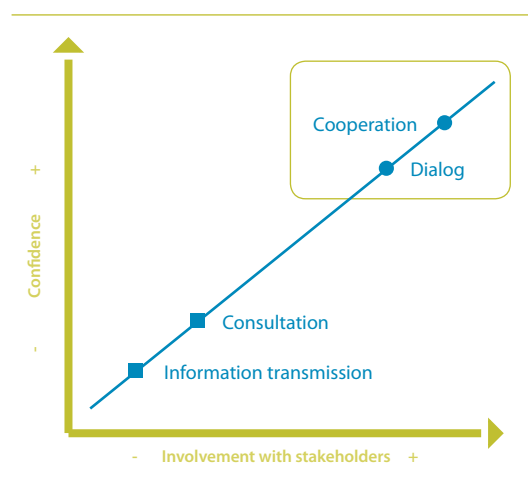 Cooperation
Dialog
+
Confidence
-
Consultation
Information transmission
- Involvement with stakeholders +